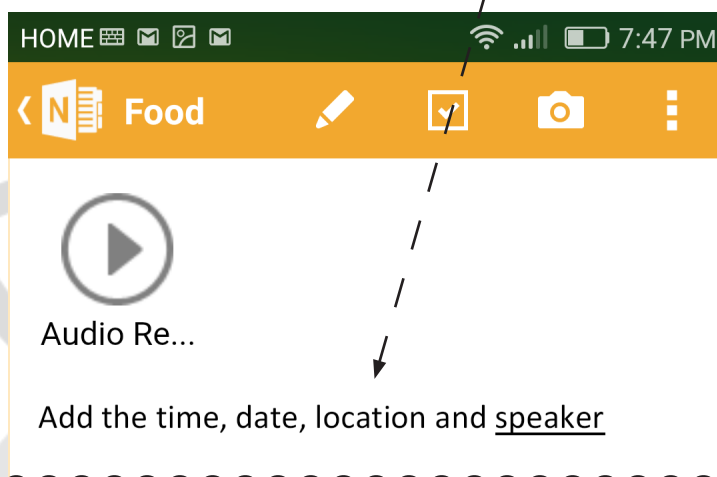 HOME 7:47 PM
N Food
Audio Re...
Add the time, date, location and speaker